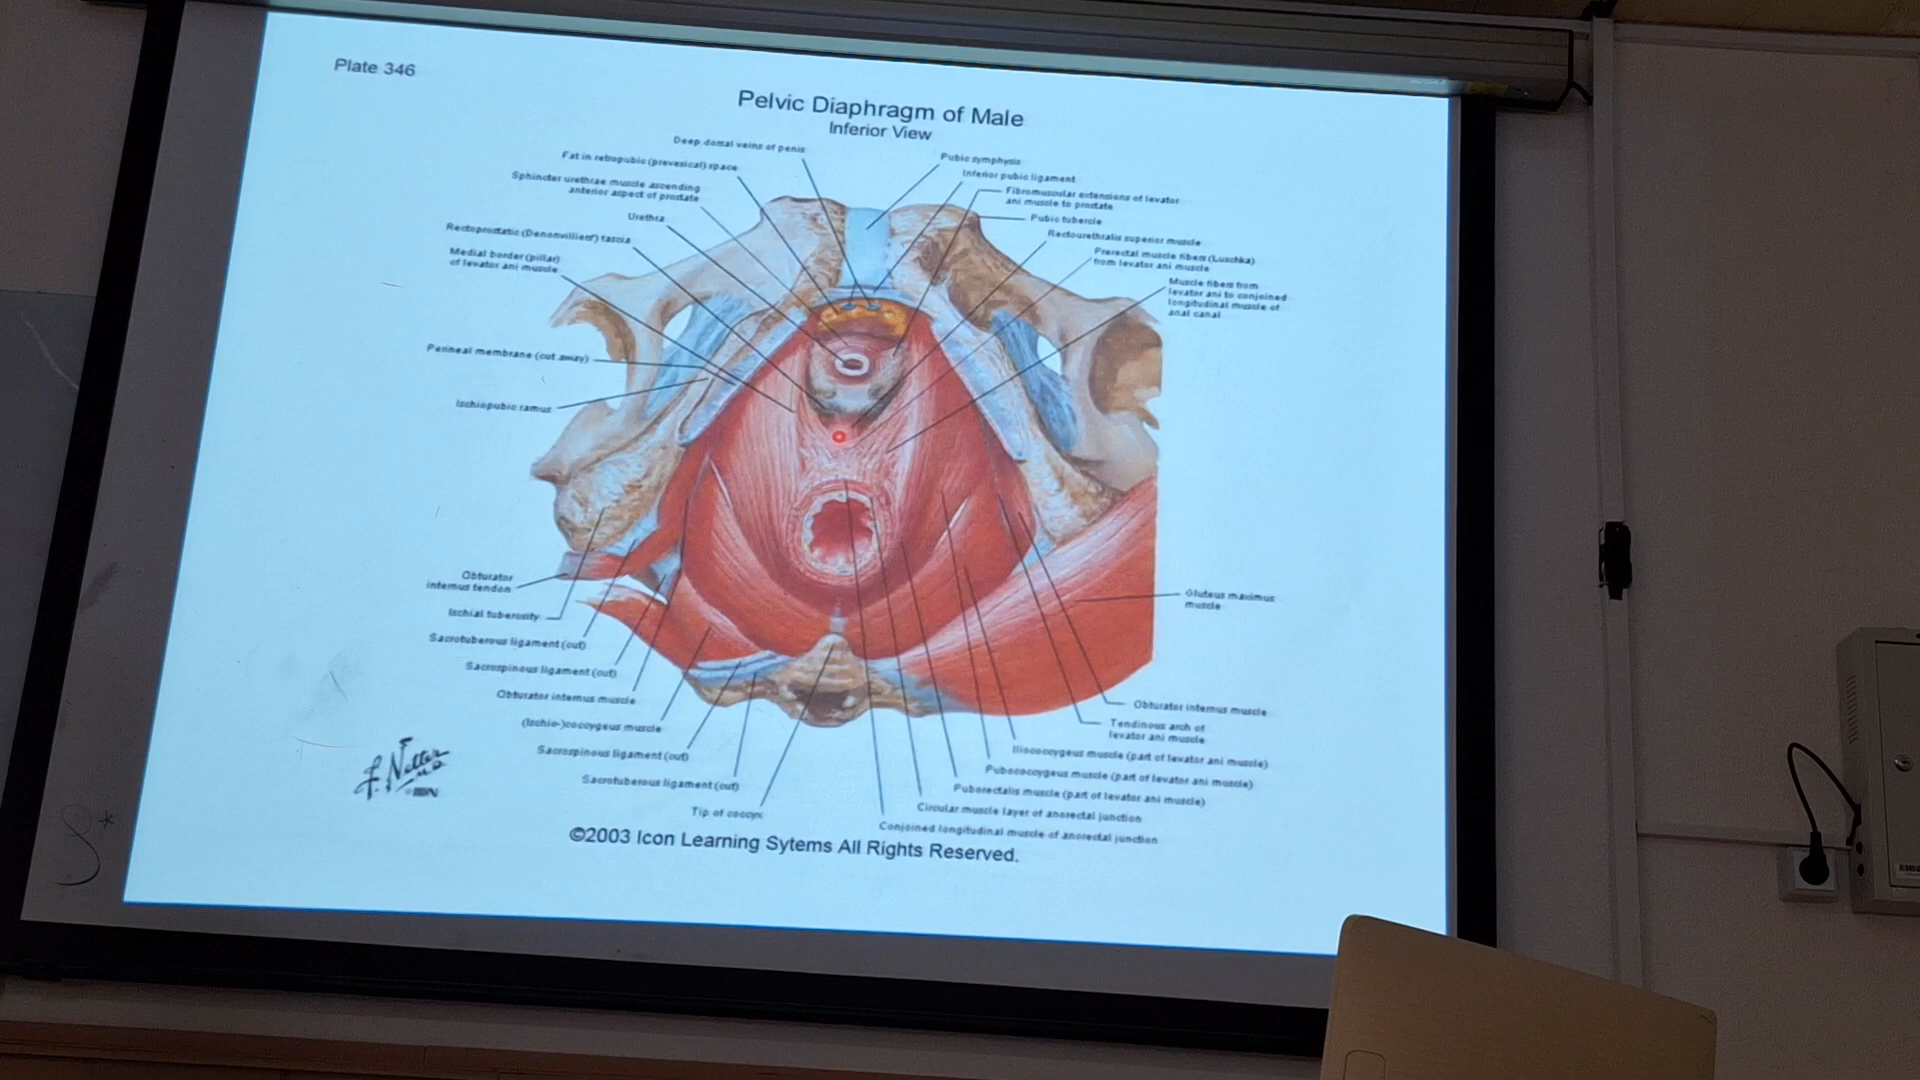 Plate 346
Pelvic Diaphragm of Male
Inferior View
Deep dorsal veins of penis
Fat in retropubic (prevesical) space
Sphincter urethrae muscle ascending
anterior aspect of prostate
Urethra
Rectoprostatic (Denonvilliers') fascia
Medial border (pillar)
of levator ani muscle
Perineal membrane (cut away)
Ischiopubic ramus
Obturator
internus tendon
Ischial tuberosity
Sacrotuberous ligament (cut)
Sacrospinous ligament (cut)
Obturator internus muscle
(Ischio-)coccygeus muscle
Sacrospinous ligament (cut)
Sacrotuberous ligament (cut)
Tip of coccyx
Pubic symphysis
Inferior pubic ligament
Fibromuscular extensions of levator
ani muscle to prostate
Pubic tubercle
Rectourethralis superior muscle
Prerectal muscle fibers (Luschka)
from levator ani muscle
Muscle fibers from
levator ani to conjoined
longitudinal muscle of
anal canal
Gluteus maximus
muscle
Obturator internus muscle
Tendinous arch of
levator ani muscle
Iliococcygeus muscle (part of levator ani muscle)
Pubococcygeus muscle (part of levator ani muscle)
Puborectalis muscle (part of levator ani muscle)
Circular muscle layer of anorectal junction
Conjoined longitudinal muscle of anorectal junction
F. Netter
M.D.
©2003 Icon Learning Sytems All Rights Reserved.